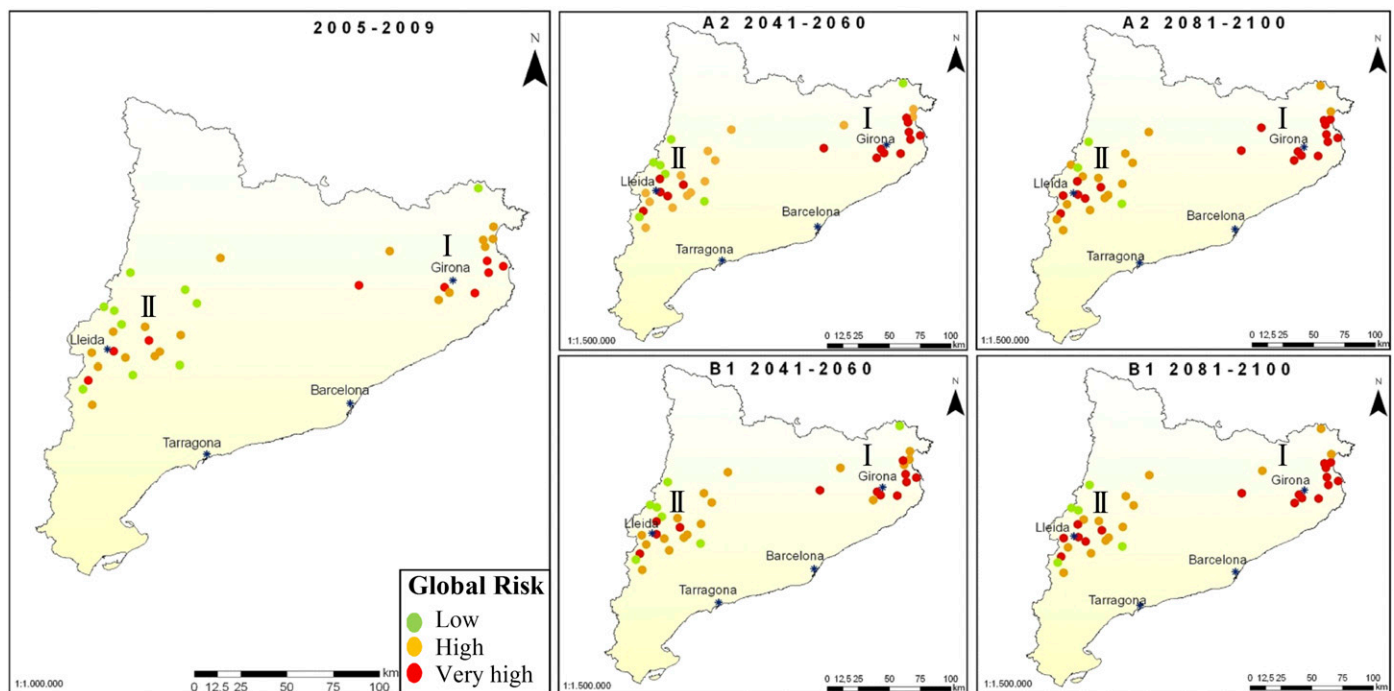 2005-2009
N
I
Girona
II
Lleida
Barcelona
Tarragona
Global Risk
Low
High
Very high
1:1.000.000
0 12.5 25 50 75 100
km
A2 2041-2060
N
I
Girona
II
Lleida
Barcelona
Tarragona
1:1.500.000
0 12,5 25 50 75 100
km
A2 2081-2100
N
I
Girona
II
Lleida
Barcelona
Tarragona
1:1.500.000
0 12,5 25 50 75 100
km
B1 2041-2060
N
I
Girona
II
Lleida
Barcelona
Tarragona
1:1.500.000
0 12,5 25 50 75 100
km
B1 2081-2100
N
I
Girona
II
Lleida
Barcelona
Tarragona
1:1.500.000
0 12,5 25 50 75 100
km